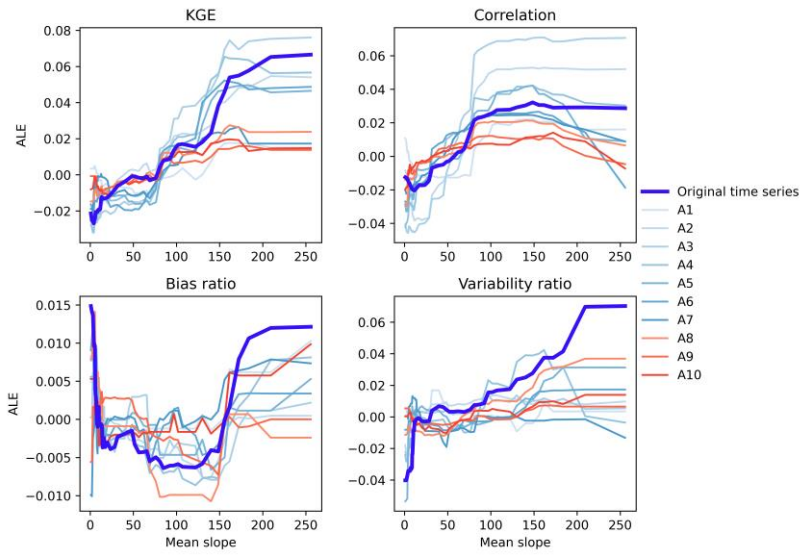 KGE
Correlation
ALE
0.08
0.06
0.04
0.02
0.00
−0.02
0 50 100 150 200 250
0.06
0.04
0.02
0.00
−0.02
−0.04
0 50 100 150 200 250
Bias ratio
Variability ratio
ALE
0.015
0.010
0.005
0.000
−0.005
−0.010
0 50 100 150 200 250
Mean slope
0.06
0.04
0.02
0.00
−0.02
−0.04
0 50 100 150 200 250
Mean slope
Original time series
A1
A2
A3
A4
A5
A6
A7
A8
A9
A10